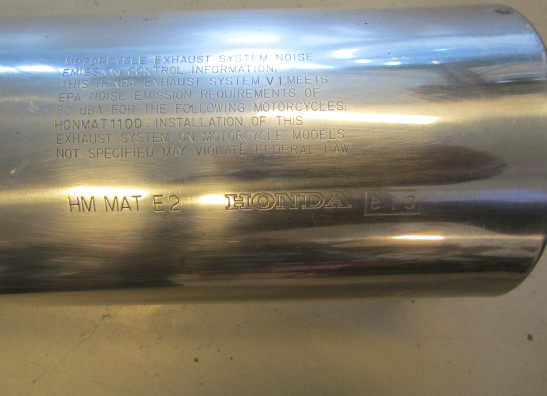 MOTORCYCLE EXHAUST SYSTEM NOISE
EMISSION CONTROL INFORMATION.
THIS HONDA EXHAUST SYSTEM V1 MEETS
EPA NOISE EMISSION REQUIREMENTS OF
dBA FOR THE FOLLOWING MOTORCYCLES:
HONMAT1100. INSTALLATION OF THIS
EXHAUST SYSTEM ON MOTORCYCLE MODELS
NOT SPECIFIED MAY VIOLATE FEDERAL LAW.
HM MAT E2 HONDA